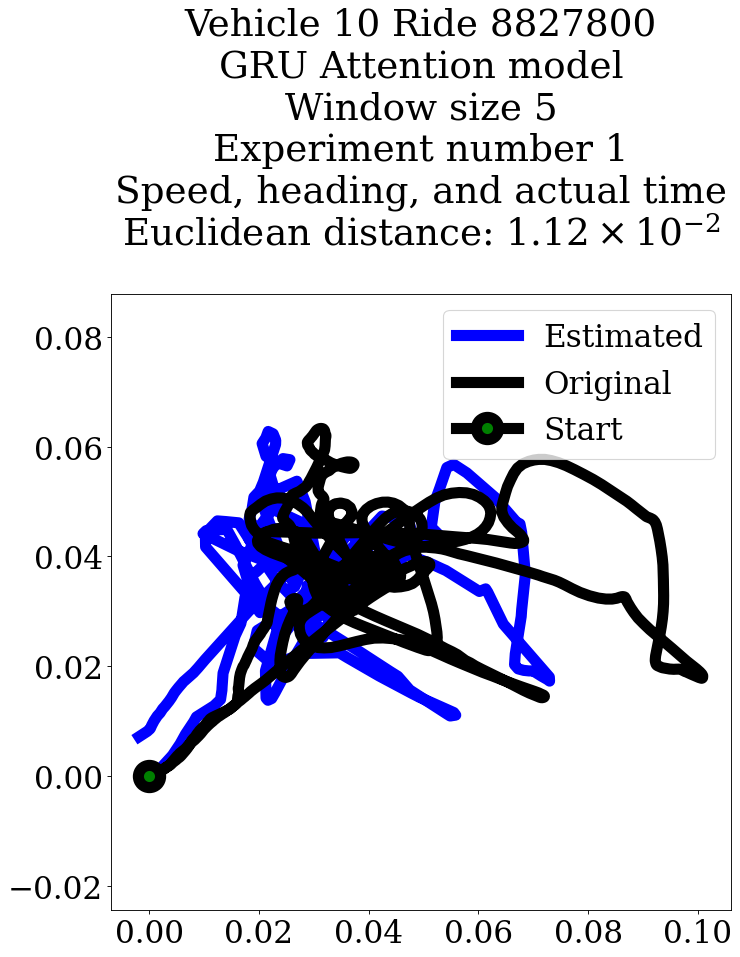 Vehicle 10 Ride 8827800
GRU Attention model
Window size 5
Experiment number 1
Speed, heading, and actual time
Euclidean distance: 1.12 × 10⁻²
Estimated
Original
Start
0.08
0.06
0.04
0.02
0.00
−0.02
0.00 0.02 0.04 0.06 0.08 0.10